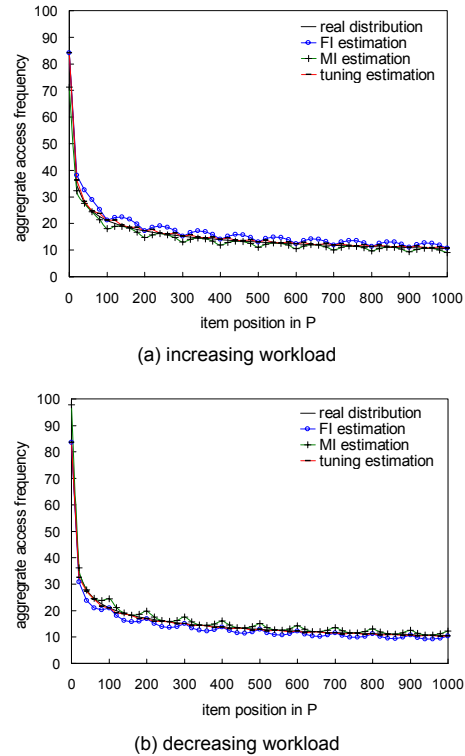 100
90
80
70
60
50
40
30
20
10
0
aggregrate access frequency
real distribution
FI estimation
MI estimation
tuning estimation
0 100 200 300 400 500 600 700 800 900 1000
item position in P
(a) increasing workload
100
90
80
70
60
50
40
30
20
10
0
aggregrate access frequency
real distribution
FI estimation
MI estimation
tuning estimation
0 100 200 300 400 500 600 700 800 900 1000
item position in P
(b) decreasing workload